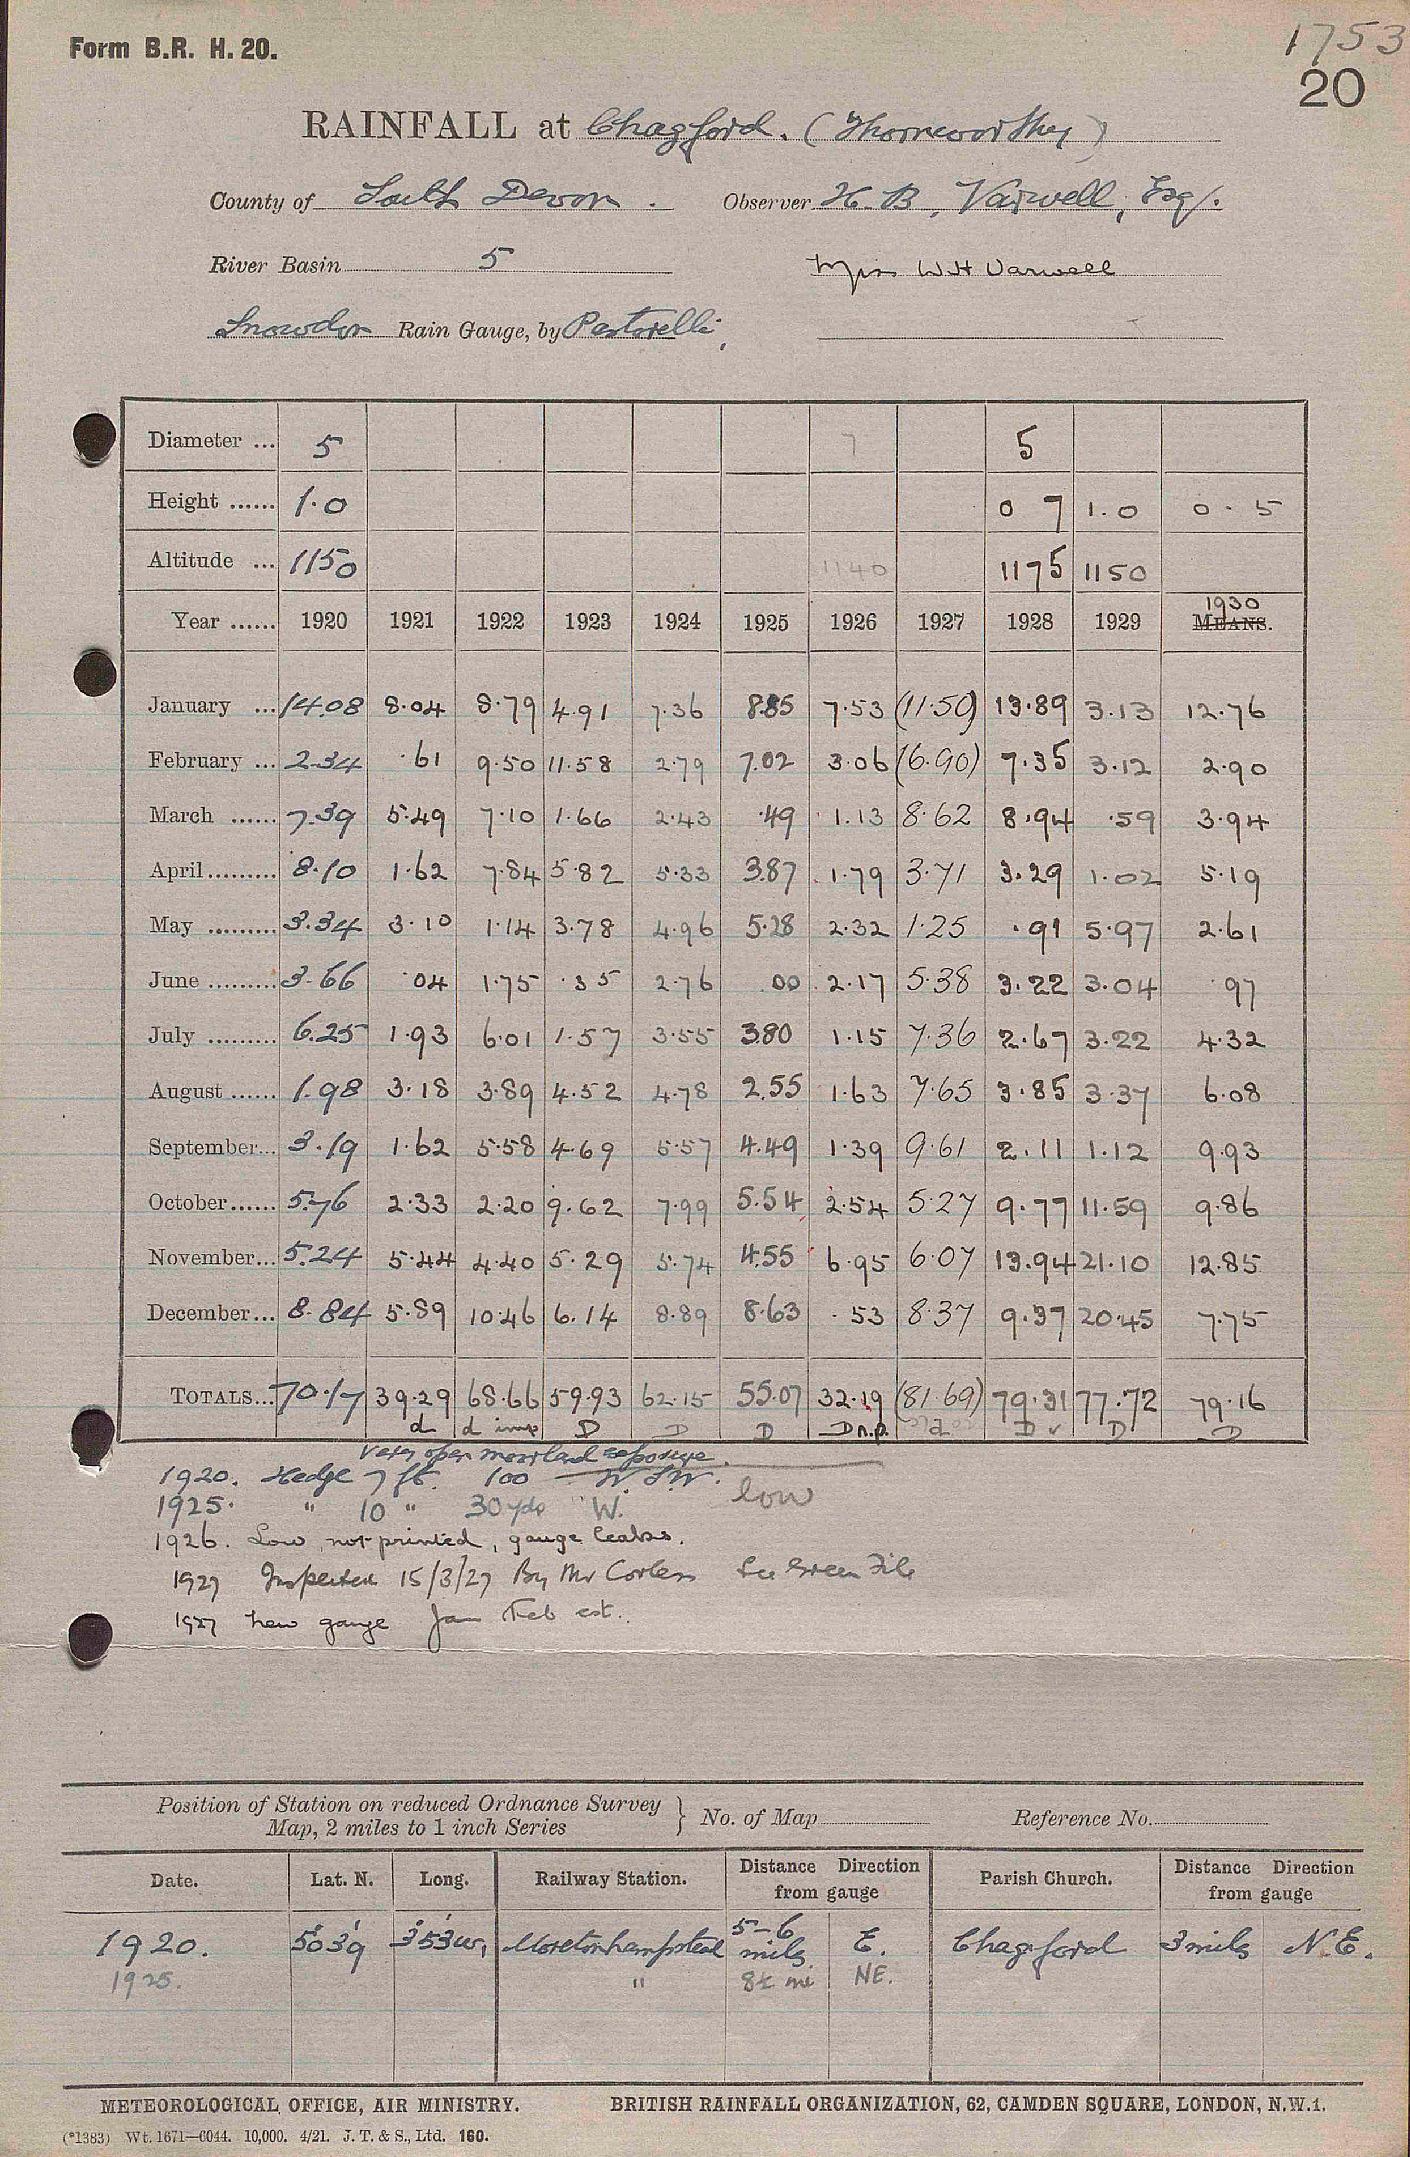 Form B.R. H. 20.
1753
20
RAINFALL at Chagford. (Thorneworthy)
County of South Devon. Observer H. B. Varwell, Esq.
River Basin 5 Miss W H Varwell
Snowdon Rain Gauge, by Pastorelli,
Diameter ... 5 7 5
Height ...... 1.0 0 7 1.0 0.5
Altitude ... 1150 1140 1175 1150
Year ...... 1920 1921 1922 1923 1924 1925 1926 1927 1928 1929 1930 MEANS.
January ... 14.08 8.04 8.79 4.91 7.36 8.85 7.53 (11.50) 13.89 3.13 12.76
February ... 2.34 .61 9.50 11.58 2.79 7.02 3.06 (6.90) 7.35 3.12 2.90
March ...... 7.39 5.49 7.10 1.66 2.43 .49 1.13 8.62 8.94 .59 3.94
April ......... 8.10 1.62 7.84 5.82 5.33 3.87 1.79 3.71 3.29 1.02 5.19
May ......... 3.34 3.10 1.14 3.78 4.96 5.28 2.32 1.25 .91 5.97 2.61
June ......... 3.66 .04 1.75 .35 2.76 .00 2.17 5.38 3.22 3.04 .97
July ......... 6.25 1.93 6.01 1.57 3.55 3.80 1.15 7.36 2.67 3.22 4.32
August ...... 1.98 3.18 3.89 4.52 4.78 2.55 1.63 7.65 3.85 3.37 6.08
September... 3.19 1.62 5.58 4.69 5.57 4.49 1.39 9.61 2.11 1.12 9.93
October...... 5.76 2.33 2.20 9.62 7.99 5.54 2.54 5.27 9.77 11.59 9.86
November... 5.24 5.44 4.40 5.29 5.74 4.55 6.95 6.07 13.94 21.10 12.85
December... 8.84 5.89 10.46 6.14 8.89 8.63 .53 8.37 9.37 20.45 7.75
TOTALS... 70.17 39.29 68.66 59.93 62.15 55.07 32.19 (81.69) 79.31 77.72 79.16
d d imp D D D D n.p. D v D D
Very open moorland exposure.
1920. Hedge 7 ft. 100 W.S.W.
1925. " 10 " 30 yds W. low
1926. Low, not printed, gauge leaks.
1927 Inspected 15/3/27 By Mr Corless See Green File
1927 New gauge Jan Feb est.
Position of Station on reduced Ordnance Survey Map, 2 miles to 1 inch Series } No. of Map Reference No.
Date. Lat. N. Long. Railway Station. Distance Direction from gauge Parish Church. Distance Direction from gauge
1920. 50°39' 3°53'W. Moretonhampstead 5-6 miles E. Chagford 3 miles N.E.
1925. " NE.
METEOROLOGICAL OFFICE, AIR MINISTRY. BRITISH RAINFALL ORGANIZATION, 62, CAMDEN SQUARE, LONDON, N.W.1.
(*1383) Wt. 1671—6044. 10,000. 4/21. J. T. & S., Ltd. 160.